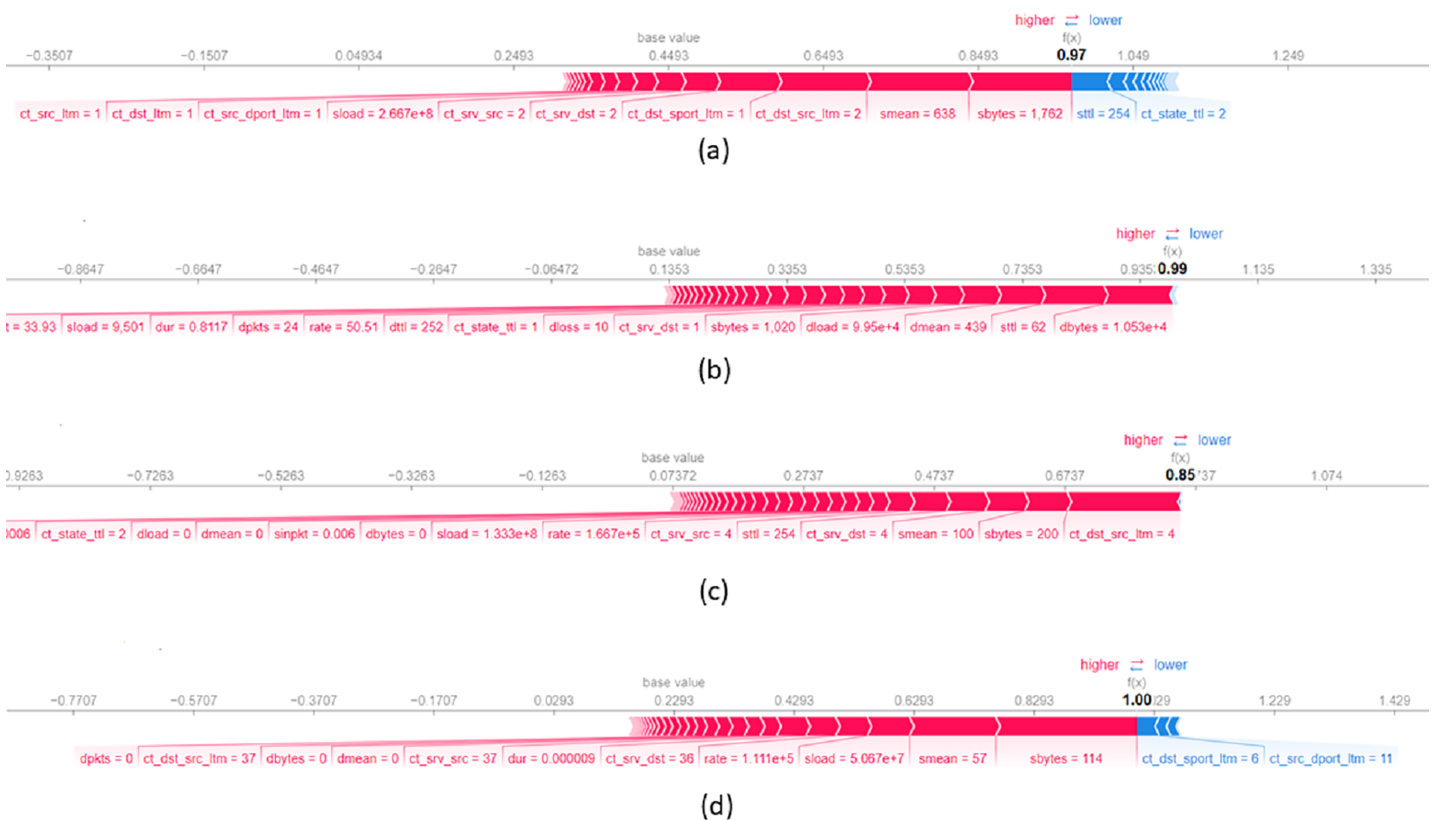 higher ⇄ lower
base value f(x)
−0.3507 −0.1507 0.04934 0.2493 0.4493 0.6493 0.8493 0.97 1.049 1.249
ct_src_ltm = 1 ct_dst_ltm = 1 ct_src_dport_ltm = 1 sload = 2.667e+8 ct_srv_src = 2 ct_srv_dst = 2 ct_dst_sport_ltm = 1 ct_dst_src_ltm = 2 smean = 638 sbytes = 1,762 sttl = 254 ct_state_ttl = 2
(a)
higher ⇄ lower
base value f(x)
−0.8647 −0.6647 −0.4647 −0.2647 −0.06472 0.1353 0.3353 0.5353 0.7353 0.935 0.99 1.135 1.335
t = 33.93 sload = 9,501 dur = 0.8117 dpkts = 24 rate = 50.51 dttl = 252 ct_state_ttl = 1 dloss = 10 ct_srv_dst = 1 sbytes = 1,020 dload = 9.95e+4 dmean = 439 sttl = 62 dbytes = 1.053e+4
(b)
higher ⇄ lower
base value f(x)
0.9263 −0.7263 −0.5263 −0.3263 −0.1263 0.07372 0.2737 0.4737 0.6737 0.85 '37 1.074
006 ct_state_ttl = 2 dload = 0 dmean = 0 sinpkt = 0.006 dbytes = 0 sload = 1.333e+8 rate = 1.667e+5 ct_srv_src = 4 sttl = 254 ct_srv_dst = 4 smean = 100 sbytes = 200 ct_dst_src_ltm = 4
(c)
higher ⇄ lower
base value f(x)
−0.7707 −0.5707 −0.3707 −0.1707 0.0293 0.2293 0.4293 0.6293 0.8293 1.00 29 1.229 1.429
dpkts = 0 ct_dst_src_ltm = 37 dbytes = 0 dmean = 0 ct_srv_src = 37 dur = 0.000009 ct_srv_dst = 36 rate = 1.111e+5 sload = 5.067e+7 smean = 57 sbytes = 114 ct_dst_sport_ltm = 6 ct_src_dport_ltm = 11
(d)